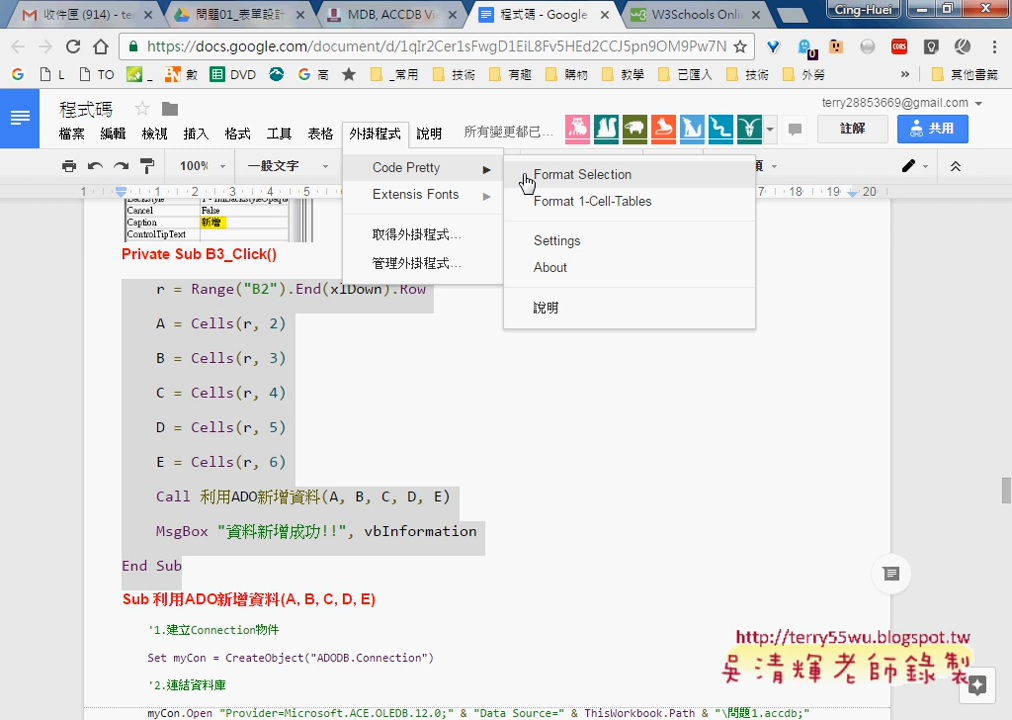 Cing-Huei
收件匣 (914) - te
問題01_表單設計
MDB, ACCDB Vi
程式碼 - Google
W3Schools Onli
https://docs.google.com/document/d/1qIr2Cer1sFwgD1EiL8Fv5HEd2CCJ5pn9OM9Pw7N
L
TO
DVD
高
_常用
技術
有趣
購物
教學
已匯入
技術
外勞
»
其他書籤
程式碼
terry28853669@gmail.com
檔案 編輯 檢視 插入 格式 工具 表格 外掛程式 說明 所有變更都已...
註解
共用
100%
一般文字
Code Pretty
Extensis Fonts
取得外掛程式...
管理外掛程式...
Format Selection
Format 1-Cell-Tables
Settings
About
說明
1 1 2 3 4 5 17 18 19 20
Cancel False
Caption 新增
ControlTipText
Private Sub B3_Click()
r = Range("B2").End(xlDown).Row
A = Cells(r, 2)
B = Cells(r, 3)
C = Cells(r, 4)
D = Cells(r, 5)
E = Cells(r, 6)
Call 利用ADO新增資料(A, B, C, D, E)
MsgBox "資料新增成功!!", vbInformation
End Sub
Sub 利用ADO新增資料(A, B, C, D, E)
'1.建立Connection物件
Set myCon = CreateObject("ADODB.Connection")
'2.連結資料庫
myCon.Open "Provider=Microsoft.ACE.OLEDB.12.0;" & "Data Source=" & ThisWorkbook.Path & "\問題1.accdb;"
http://terry55wu.blogspot.tw
吳清輝老師錄製